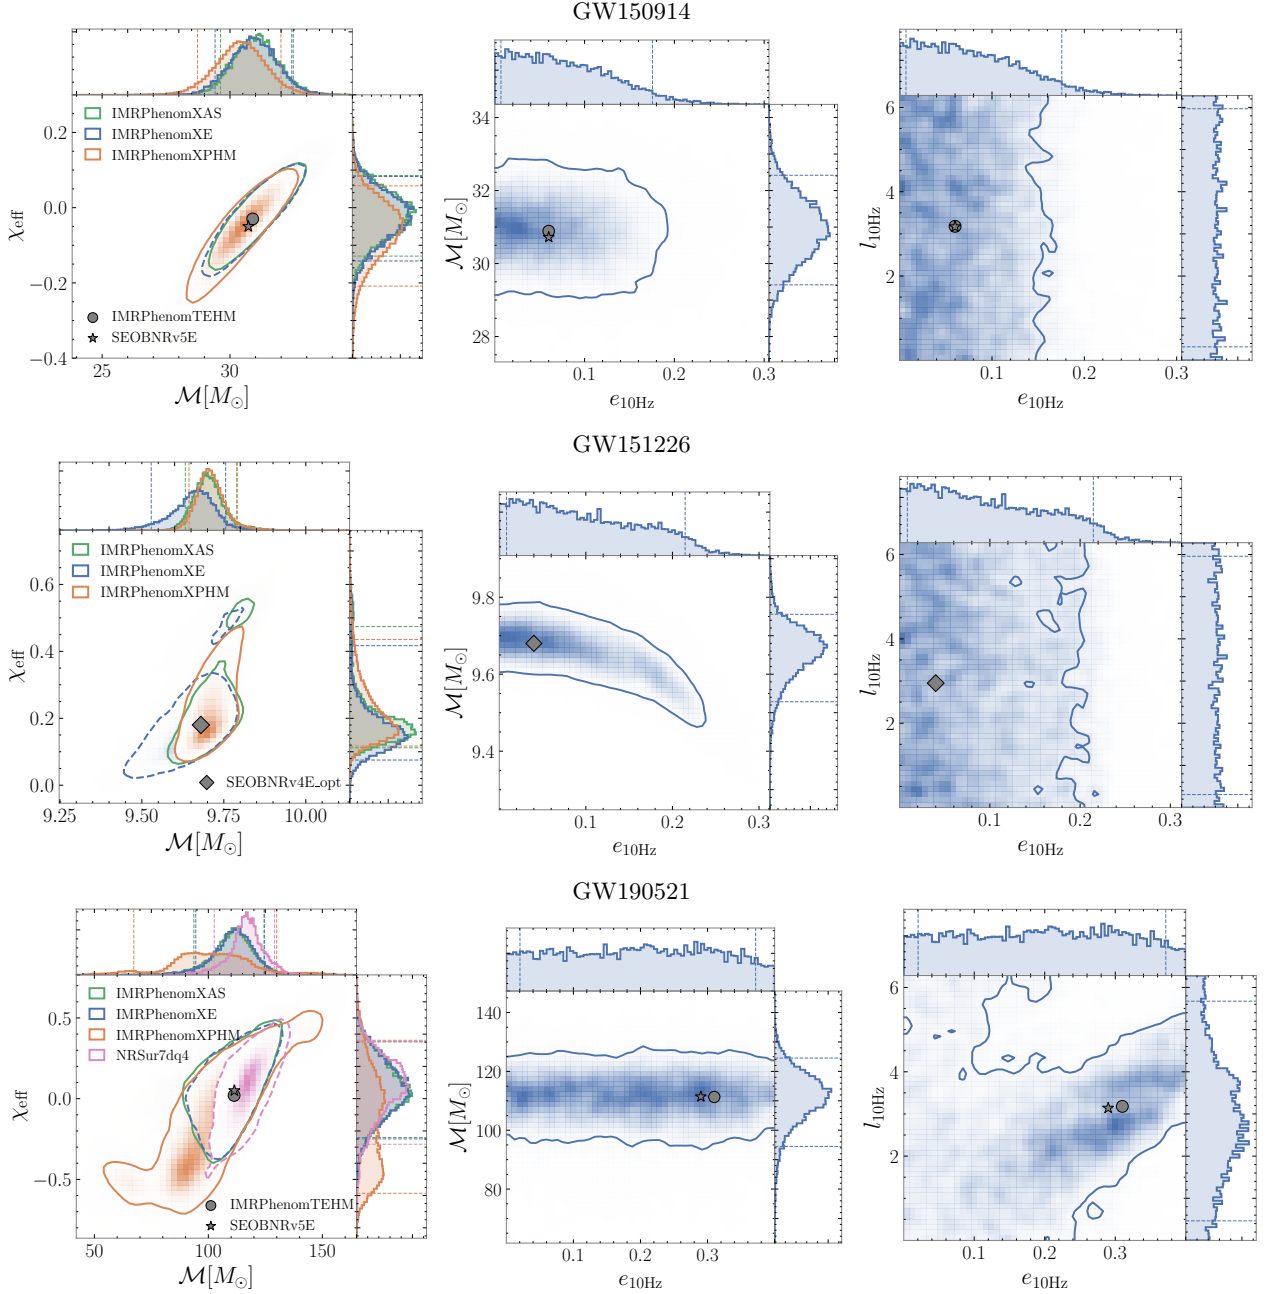 GW150914
IMRPhenomXAS
IMRPhenomXE
IMRPhenomXPHM
IMRPhenomTEHM
SEOBNRv5E
0.2
0.0
−0.2
−0.4
χeff
25 30
ℳ[M⊙]
34
32
30
28
ℳ[M⊙]
0.1 0.2 0.3
e10Hz
6
4
2
l10Hz
0.1 0.2 0.3
e10Hz
GW151226
IMRPhenomXAS
IMRPhenomXE
IMRPhenomXPHM
SEOBNRv4E_opt
0.6
0.4
0.2
0.0
χeff
9.25 9.50 9.75 10.00
ℳ[M⊙]
9.8
9.6
9.4
ℳ[M⊙]
0.1 0.2 0.3
e10Hz
6
4
2
l10Hz
0.1 0.2 0.3
e10Hz
GW190521
IMRPhenomXAS
IMRPhenomXE
IMRPhenomXPHM
NRSur7dq4
IMRPhenomTEHM
SEOBNRv5E
0.5
0.0
−0.5
χeff
50 100 150
ℳ[M⊙]
140
120
100
80
ℳ[M⊙]
0.1 0.2 0.3
e10Hz
6
4
2
l10Hz
0.1 0.2 0.3
e10Hz